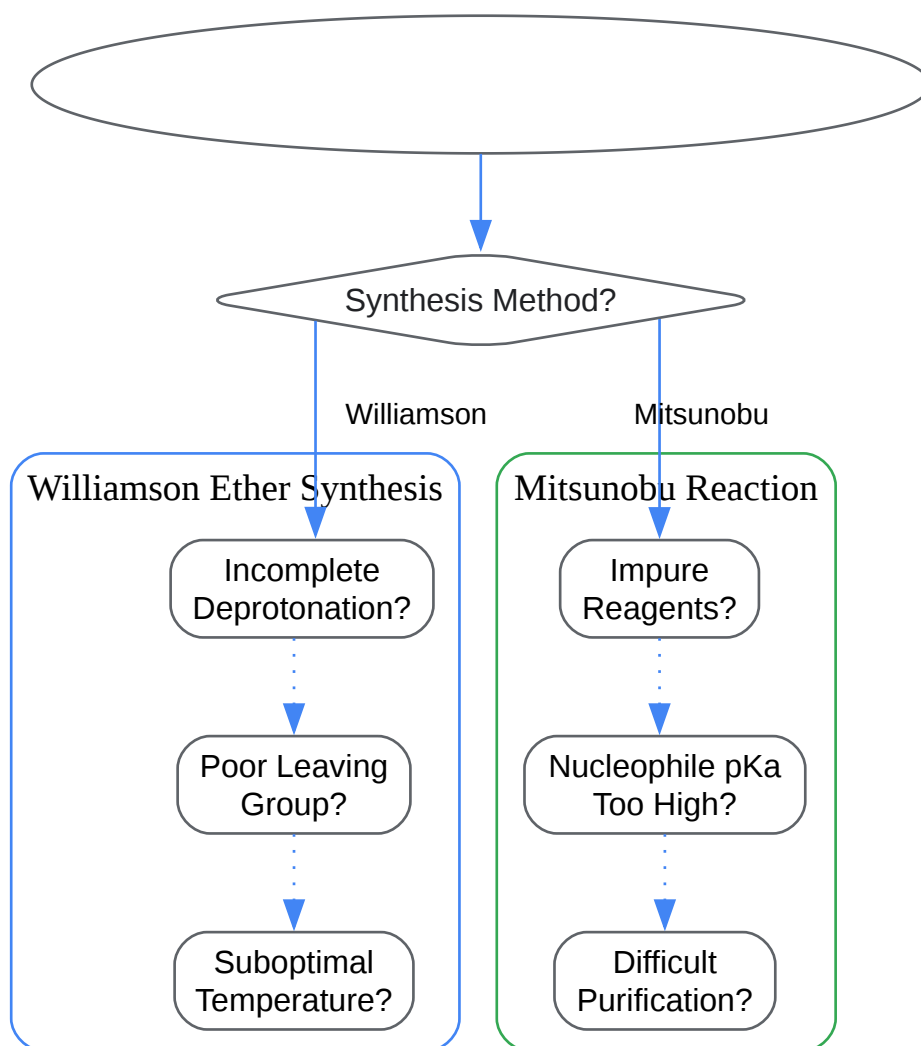 Synthesis Method?
Williamson
Mitsunobu
Williamson Ether Synthesis
Mitsunobu Reaction
Incomplete
Deprotonation?
Impure
Reagents?
Poor Leaving
Group?
Nucleophile pKa
Too High?
Suboptimal
Temperature?
Difficult
Purification?